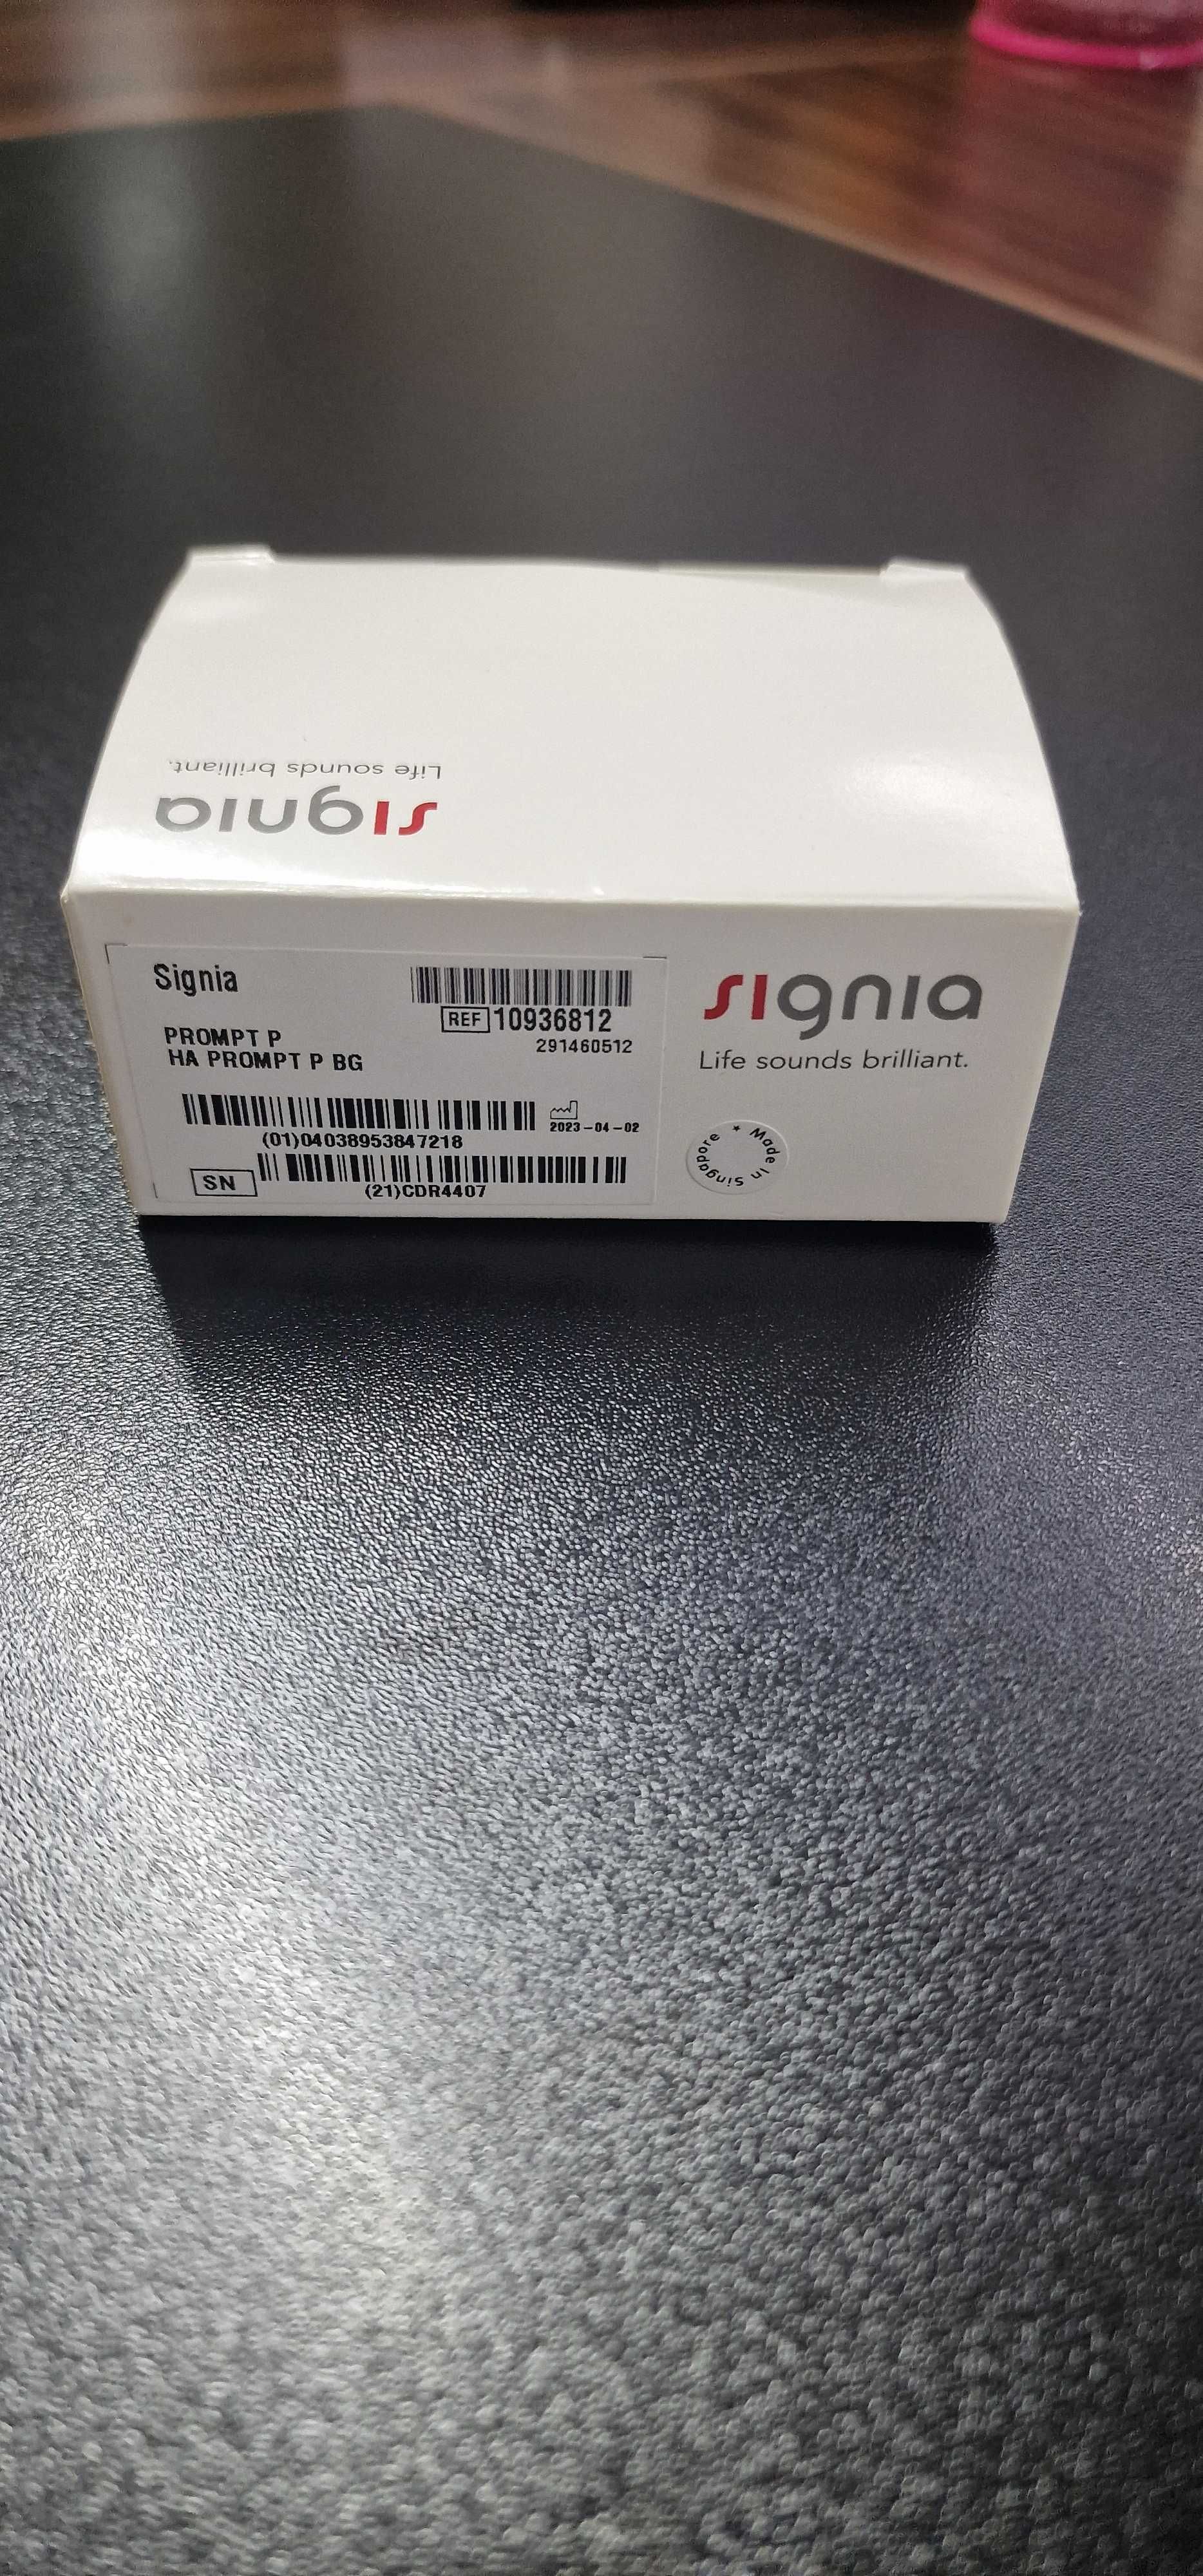 Life sounds brilliant.
signia
Signia
REF 10936812
291460512
PROMPT P
HA PROMPT P BG
2023-04-02
(01)04038953847218
SN
(21)CDR4407
signia
Life sounds brilliant.
Made in Singapore